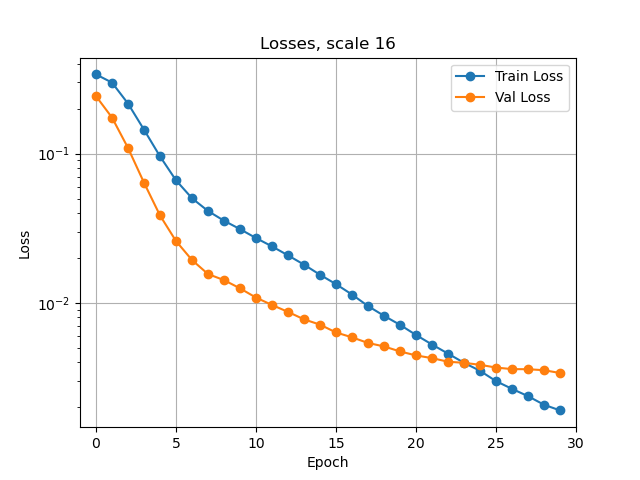 Losses, scale 16
Train Loss
Val Loss
Loss
10⁻¹
10⁻²
0 5 10 15 20 25 30
Epoch